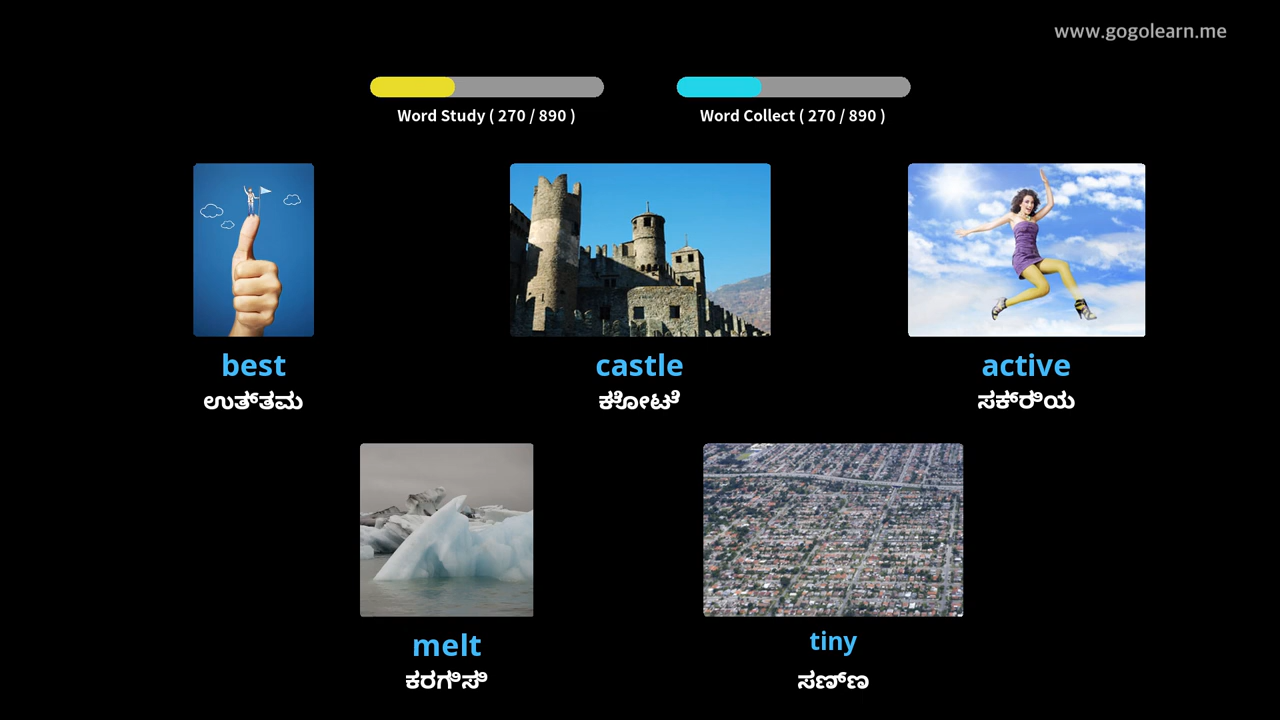 www.gogolearn.me
Word Study ( 270 / 890 )
Word Collect ( 270 / 890 )
best
ಉತ್ತಮ
castle
ಕೋಟೆ
active
ಸಕ್ರಿಯ
melt
ಕರಗಿಸಿ
tiny
ಸಣ್ಣ